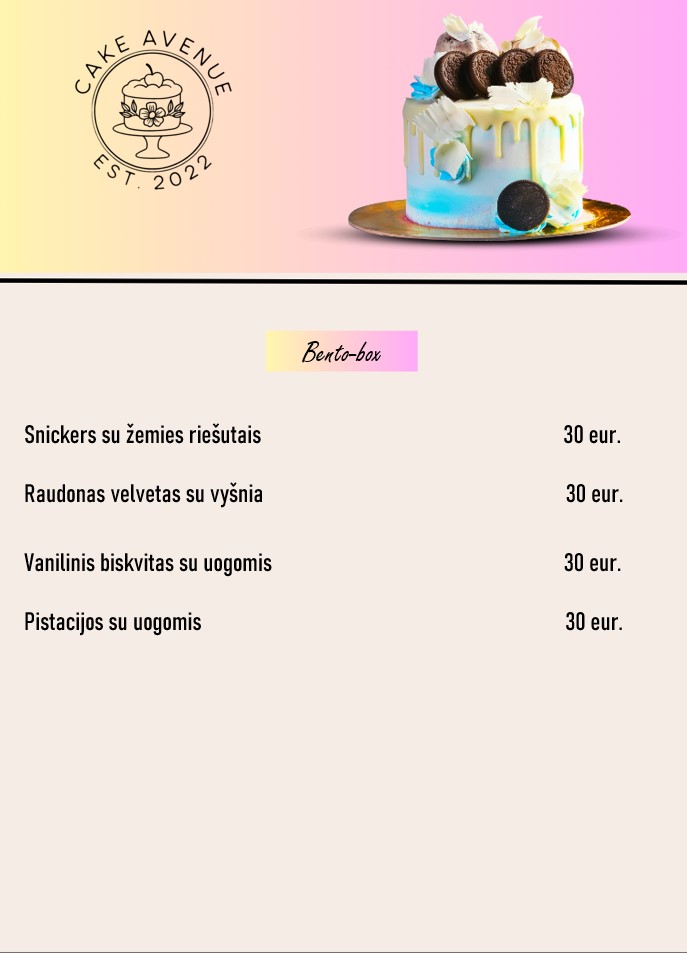 CAKE AVENUE
EST. 2022
Bento-box
Snickers su žemies riešutais 30 eur.
Raudonas velvetas su vyšnia 30 eur.
Vanilinis biskvitas su uogomis 30 eur.
Pistacijos su uogomis 30 eur.